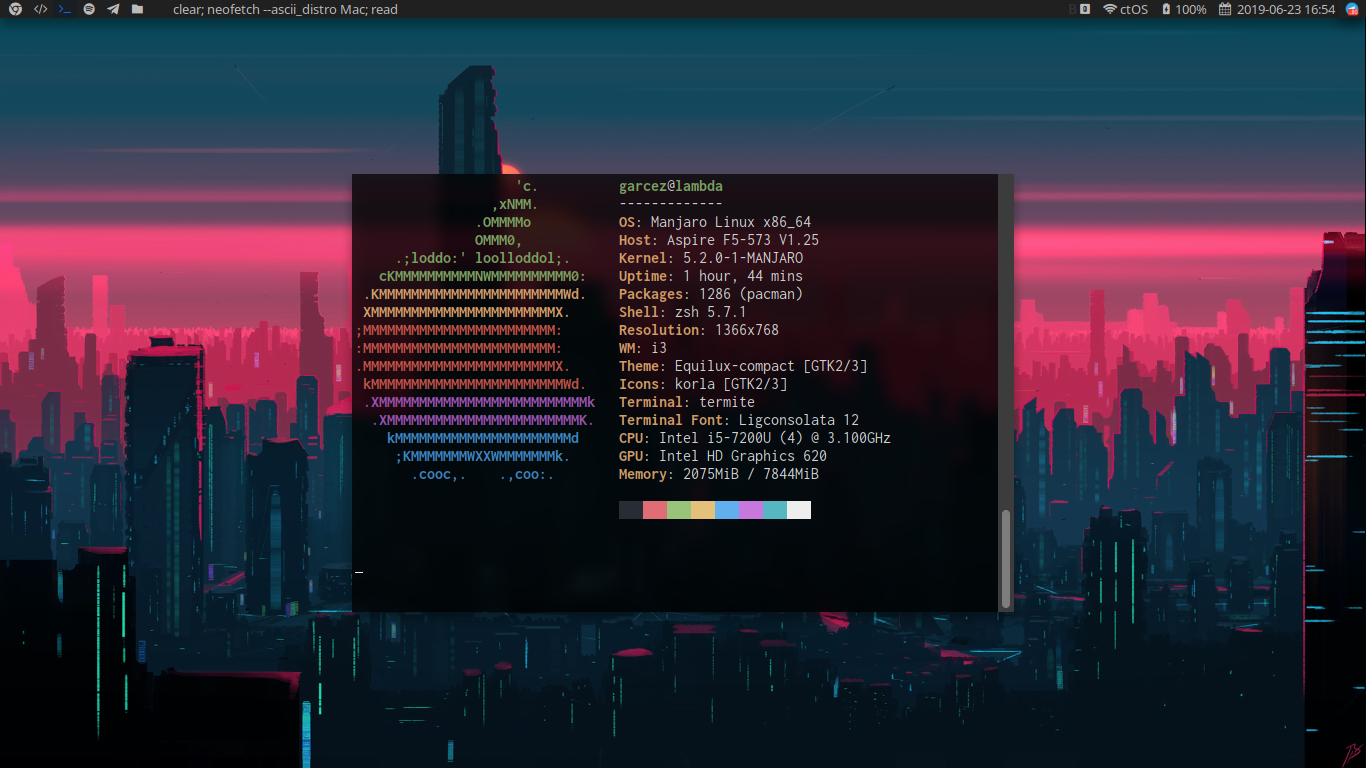 clear; neofetch --ascii_distro Mac; read
B 0 ctOS 100% 2019-06-23 16:54
'c.
,xNMM.
.OMMMMo
OMMM0,
.;loddo:' loolloddol;.
cKMMMMMMMMMMNWMMMMMMMMMM0:
.KMMMMMMMMMMMMMMMMMMMMMMMWd.
XMMMMMMMMMMMMMMMMMMMMMMMX.
;MMMMMMMMMMMMMMMMMMMMMMMM:
:MMMMMMMMMMMMMMMMMMMMMMMM:
.MMMMMMMMMMMMMMMMMMMMMMMMX.
kMMMMMMMMMMMMMMMMMMMMMMMMWd.
.XMMMMMMMMMMMMMMMMMMMMMMMMMMk
.XMMMMMMMMMMMMMMMMMMMMMMMMK.
kMMMMMMMMMMMMMMMMMMMMMMd
;KMMMMMMMWXXWMMMMMMMk.
.cooc,. .,coo:.
garcez@lambda
-------------
OS: Manjaro Linux x86_64
Host: Aspire F5-573 V1.25
Kernel: 5.2.0-1-MANJARO
Uptime: 1 hour, 44 mins
Packages: 1286 (pacman)
Shell: zsh 5.7.1
Resolution: 1366x768
WM: i3
Theme: Equilux-compact [GTK2/3]
Icons: korla [GTK2/3]
Terminal: termite
Terminal Font: Ligconsolata 12
CPU: Intel i5-7200U (4) @ 3.100GHz
GPU: Intel HD Graphics 620
Memory: 2075MiB / 7844MiB